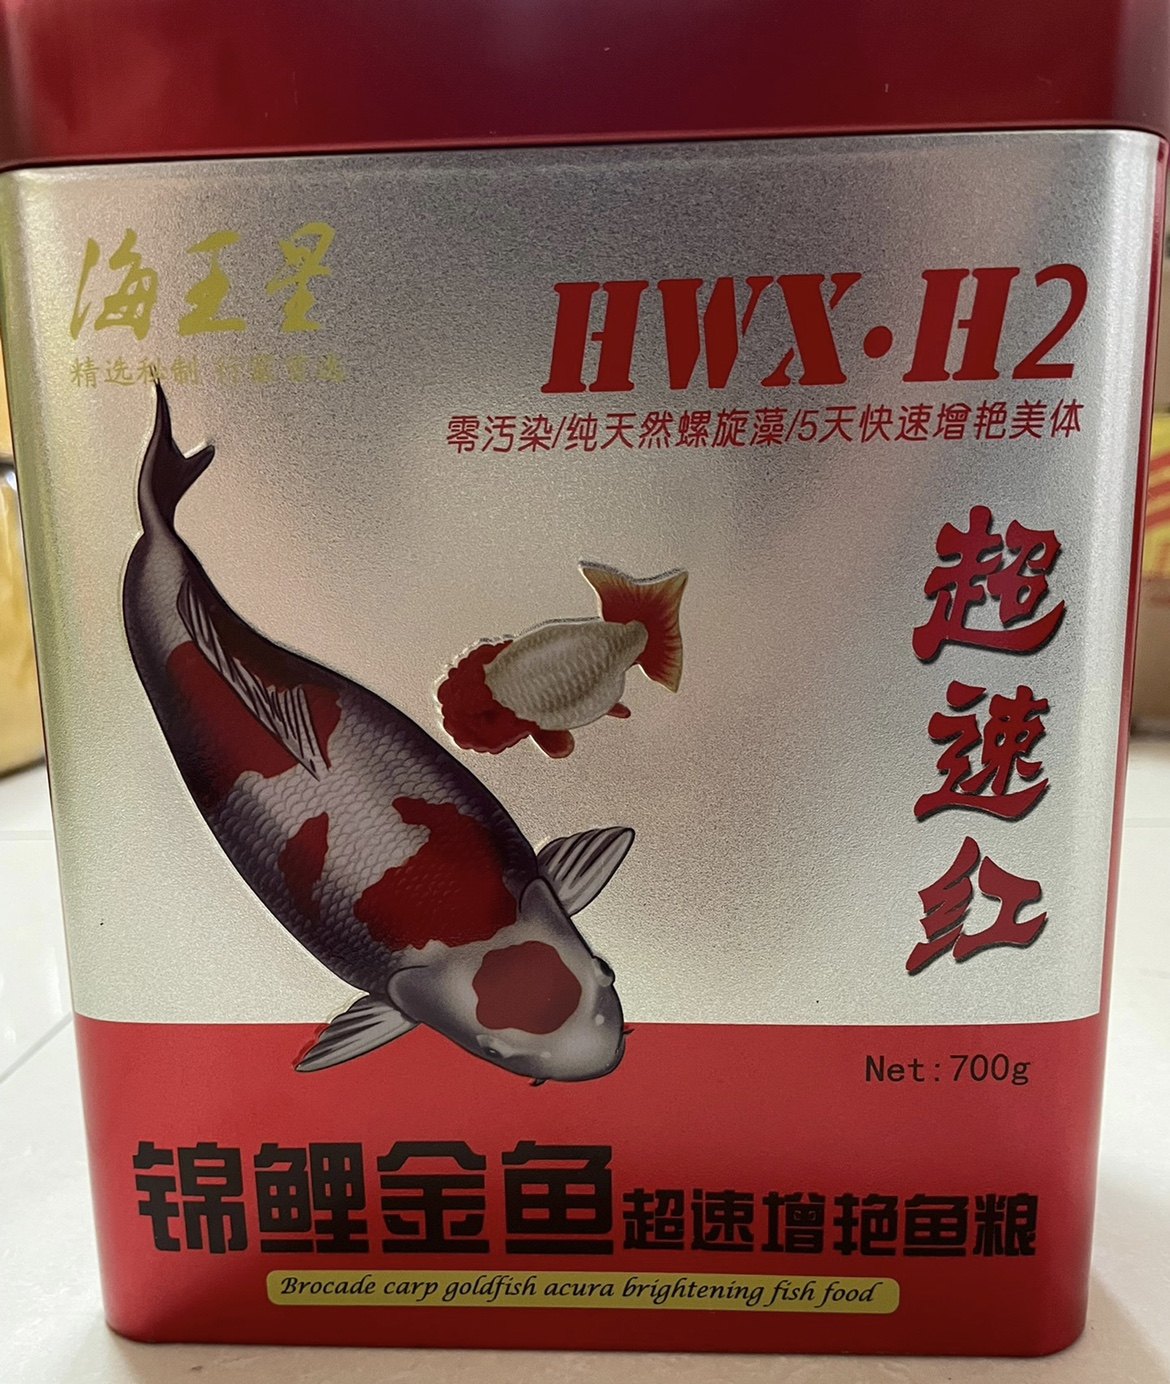 海王星
精选秘制
HWX·H2
零污染/纯天然螺旋藻/5天快速增艳美体
超速红
Net:700g
锦鲤金鱼超速增艳鱼粮
Brocade carp goldfish acura brightening fish food